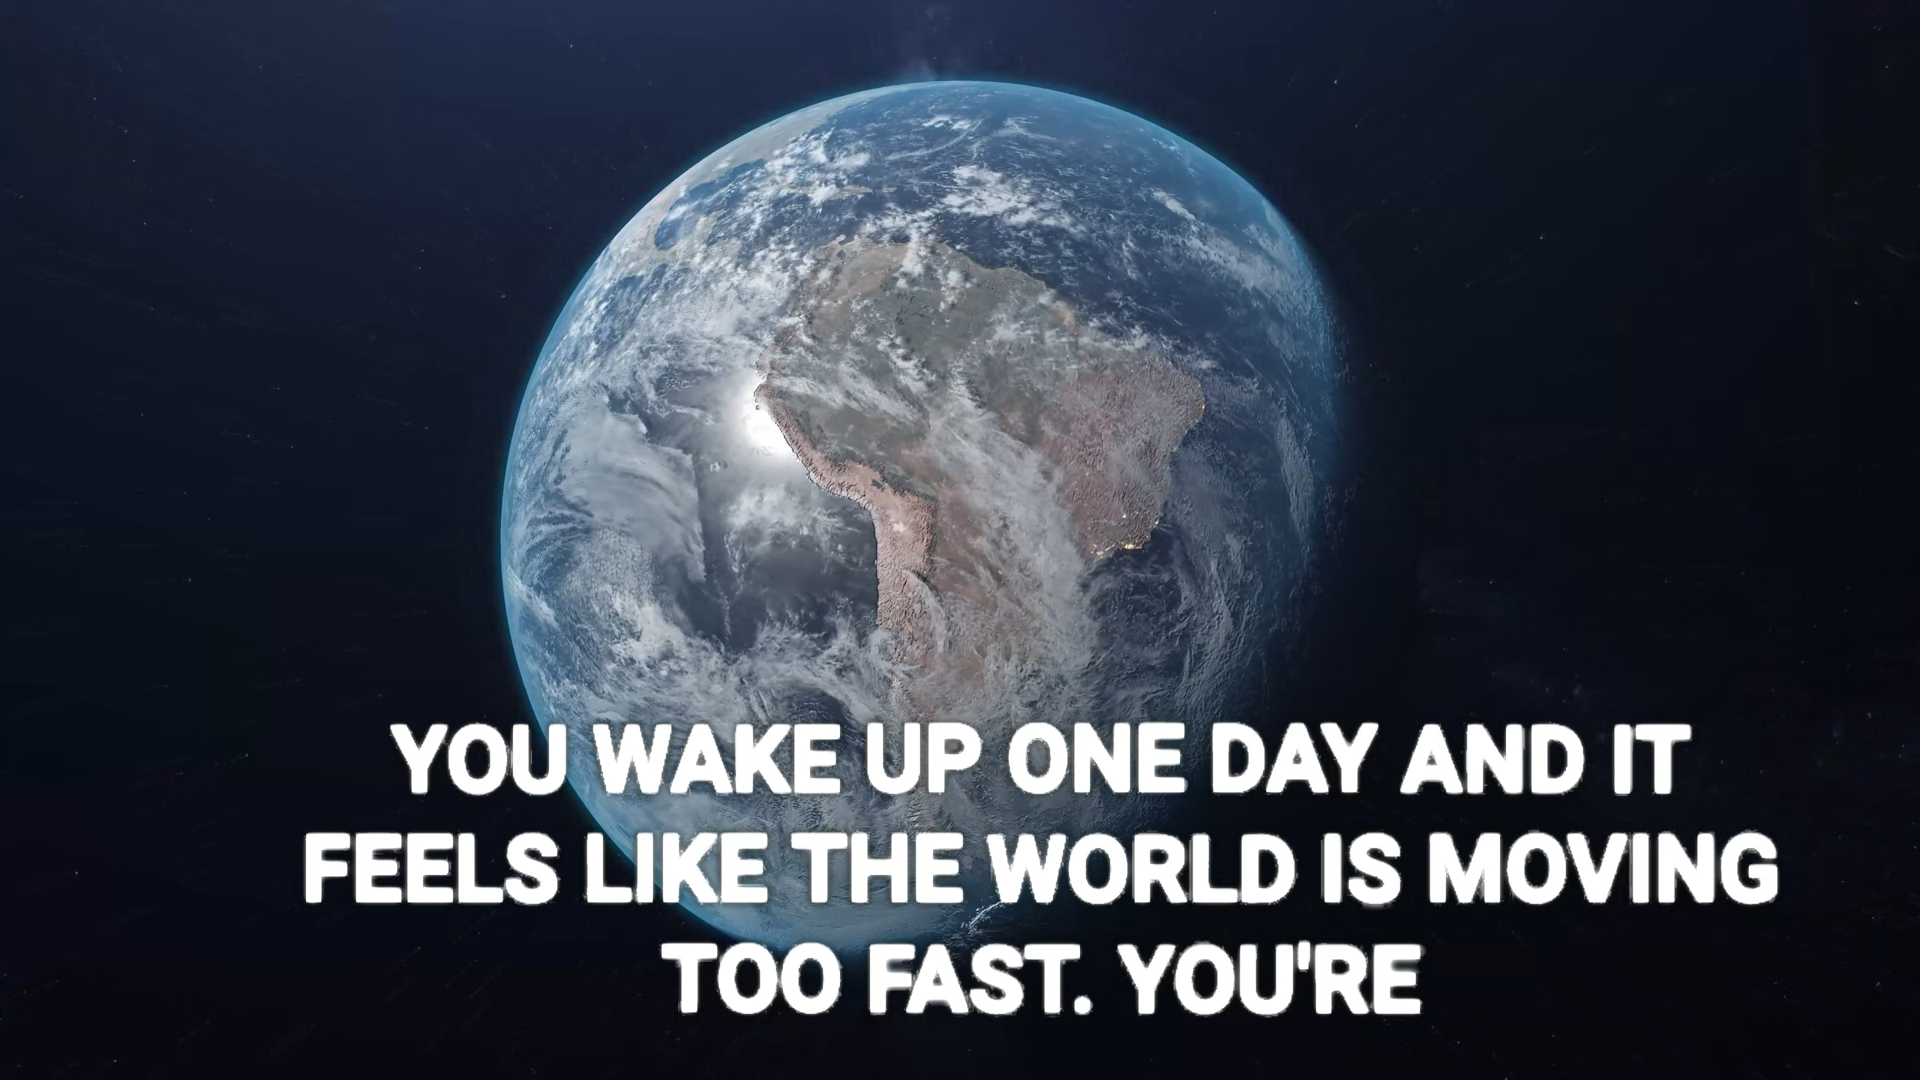 YOU WAKE UP ONE DAY AND IT
FEELS LIKE THE WORLD IS MOVING
TOO FAST. YOU'RE